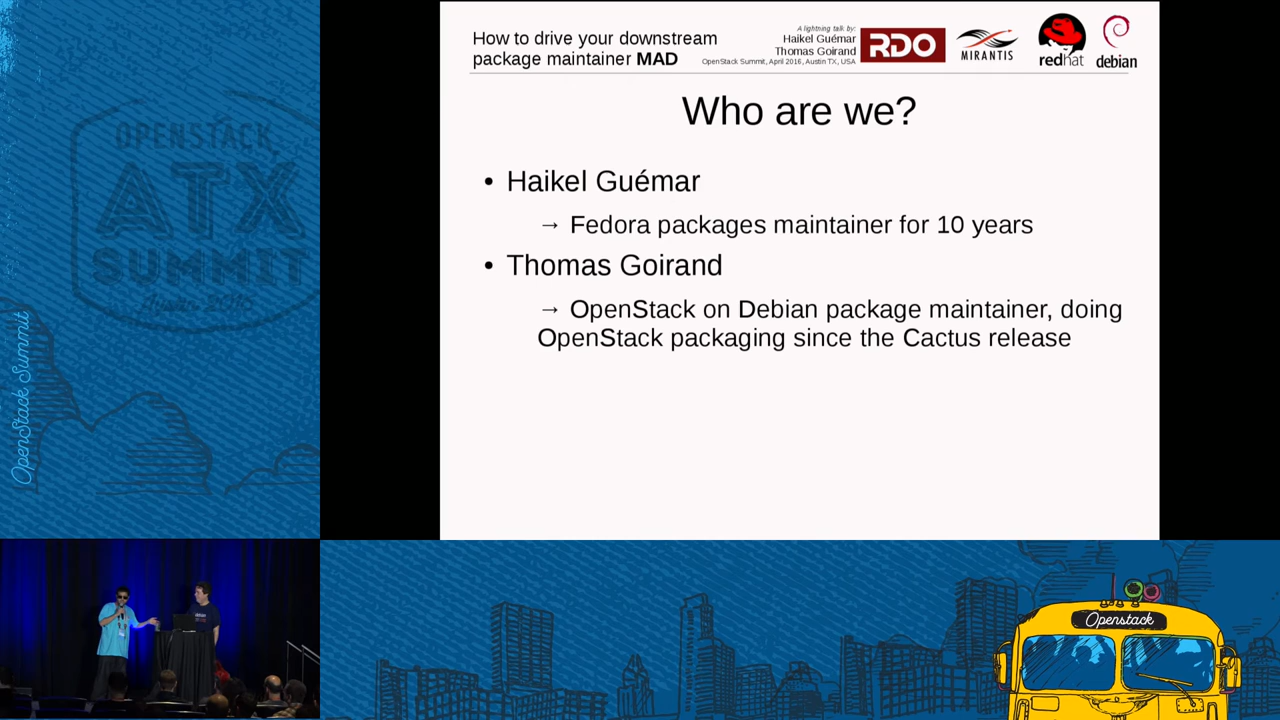 How to drive your downstream
package maintainer MAD
A lightning talk by:
Haikel Guémar
Thomas Goirand
OpenStack Summit, April 2016, Austin TX, USA
RDO
MIRANTIS
redhat
debian
Who are we?
• Haikel Guémar
→ Fedora packages maintainer for 10 years
• Thomas Goirand
→ OpenStack on Debian package maintainer, doing
OpenStack packaging since the Cactus release
OPENSTACK
ATX
SUMMIT
Austin 2016
OpenStack Summit
Openstack